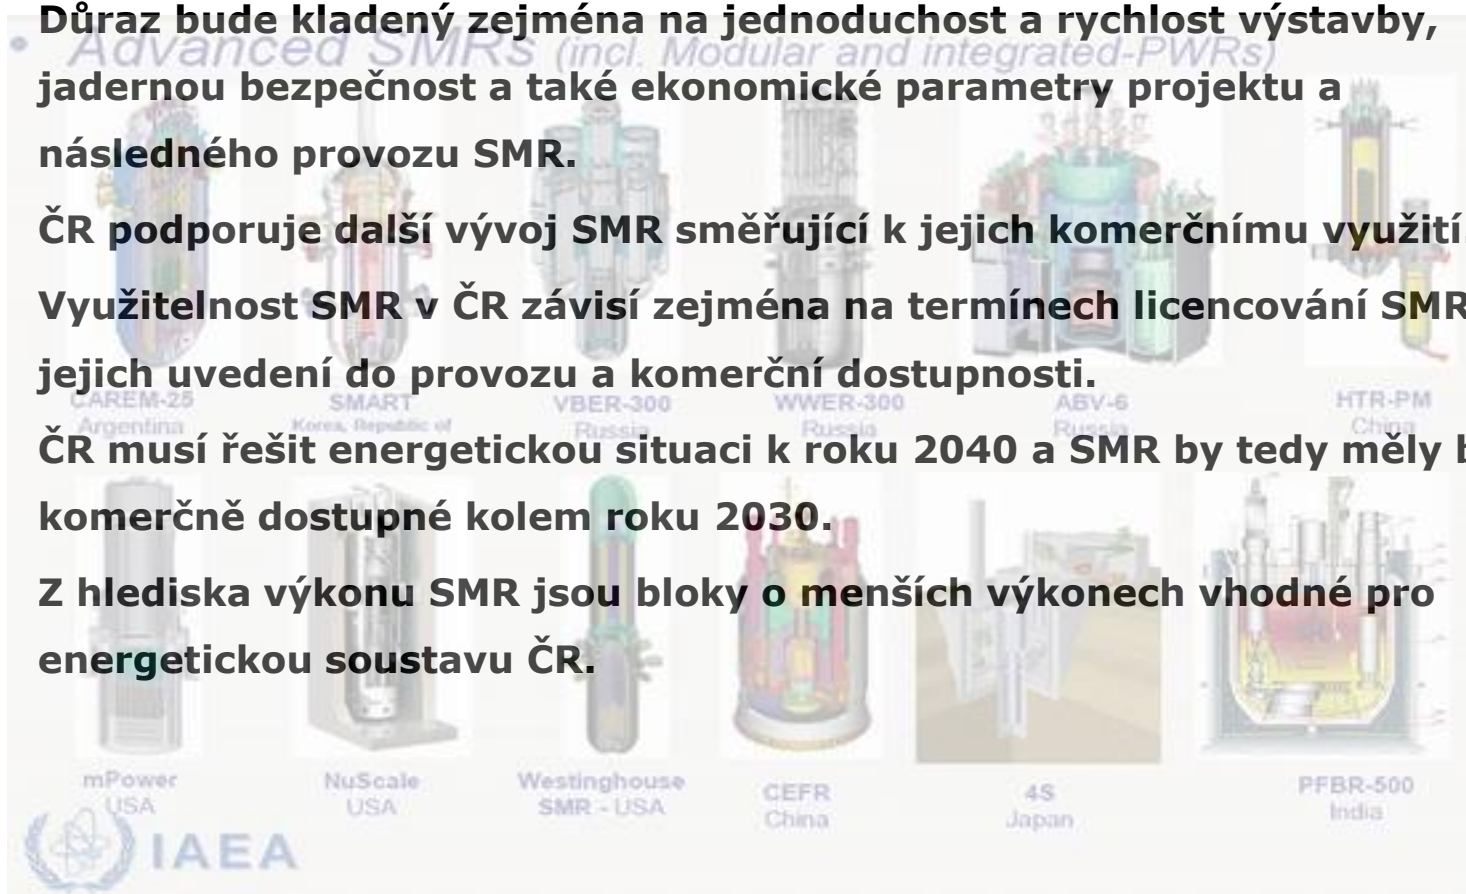 Důraz bude kladený zejména na jednoduchost a rychlost výstavby,
• Advanced SMRs (incl. Modular and integrated-PWRs)
jadernou bezpečnost a také ekonomické parametry projektu a
následného provozu SMR.
ČR podporuje další vývoj SMR směřující k jejich komerčnímu využití.
Využitelnost SMR v ČR závisí zejména na termínech licencování SMR
jejich uvedení do provozu a komerční dostupnosti.
CAREM-25 SMART VBER-300 WWER-300 ABV-6 HTR-PM
Argentina Korea, Republic of Russia Russia Russia China
ČR musí řešit energetickou situaci k roku 2040 a SMR by tedy měly
komerčně dostupné kolem roku 2030.
Z hlediska výkonu SMR jsou bloky o menších výkonech vhodné pro
energetickou soustavu ČR.
mPower NuScale Westinghouse CEFR 4S PFBR-500
USA USA SMR - USA China Japan India
IAEA